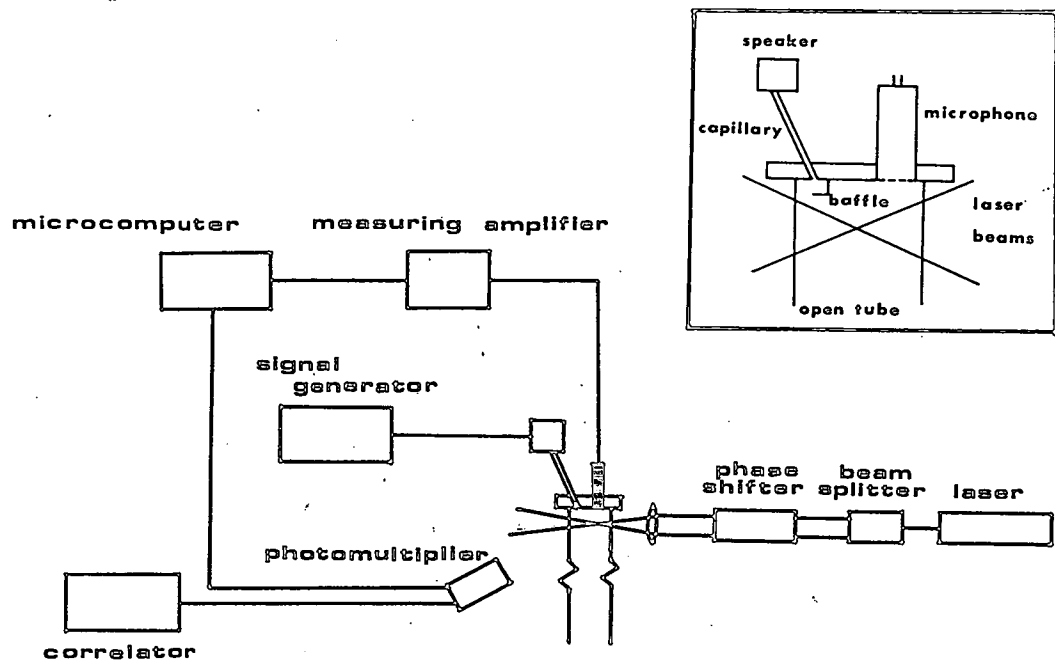 speaker
microphone
capillary
baffle
laser
beams
open tube
microcomputer
measuring amplifier
signal
generator
phase
shifter
beam
splitter
laser
photomultiplier
correlator